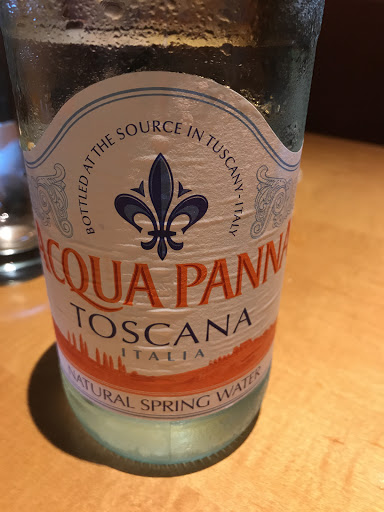 BOTTLED AT THE SOURCE IN TUSCANY-ITALY
ACQUA PANNA
TOSCANA
ITALIA
NATURAL SPRING WATER